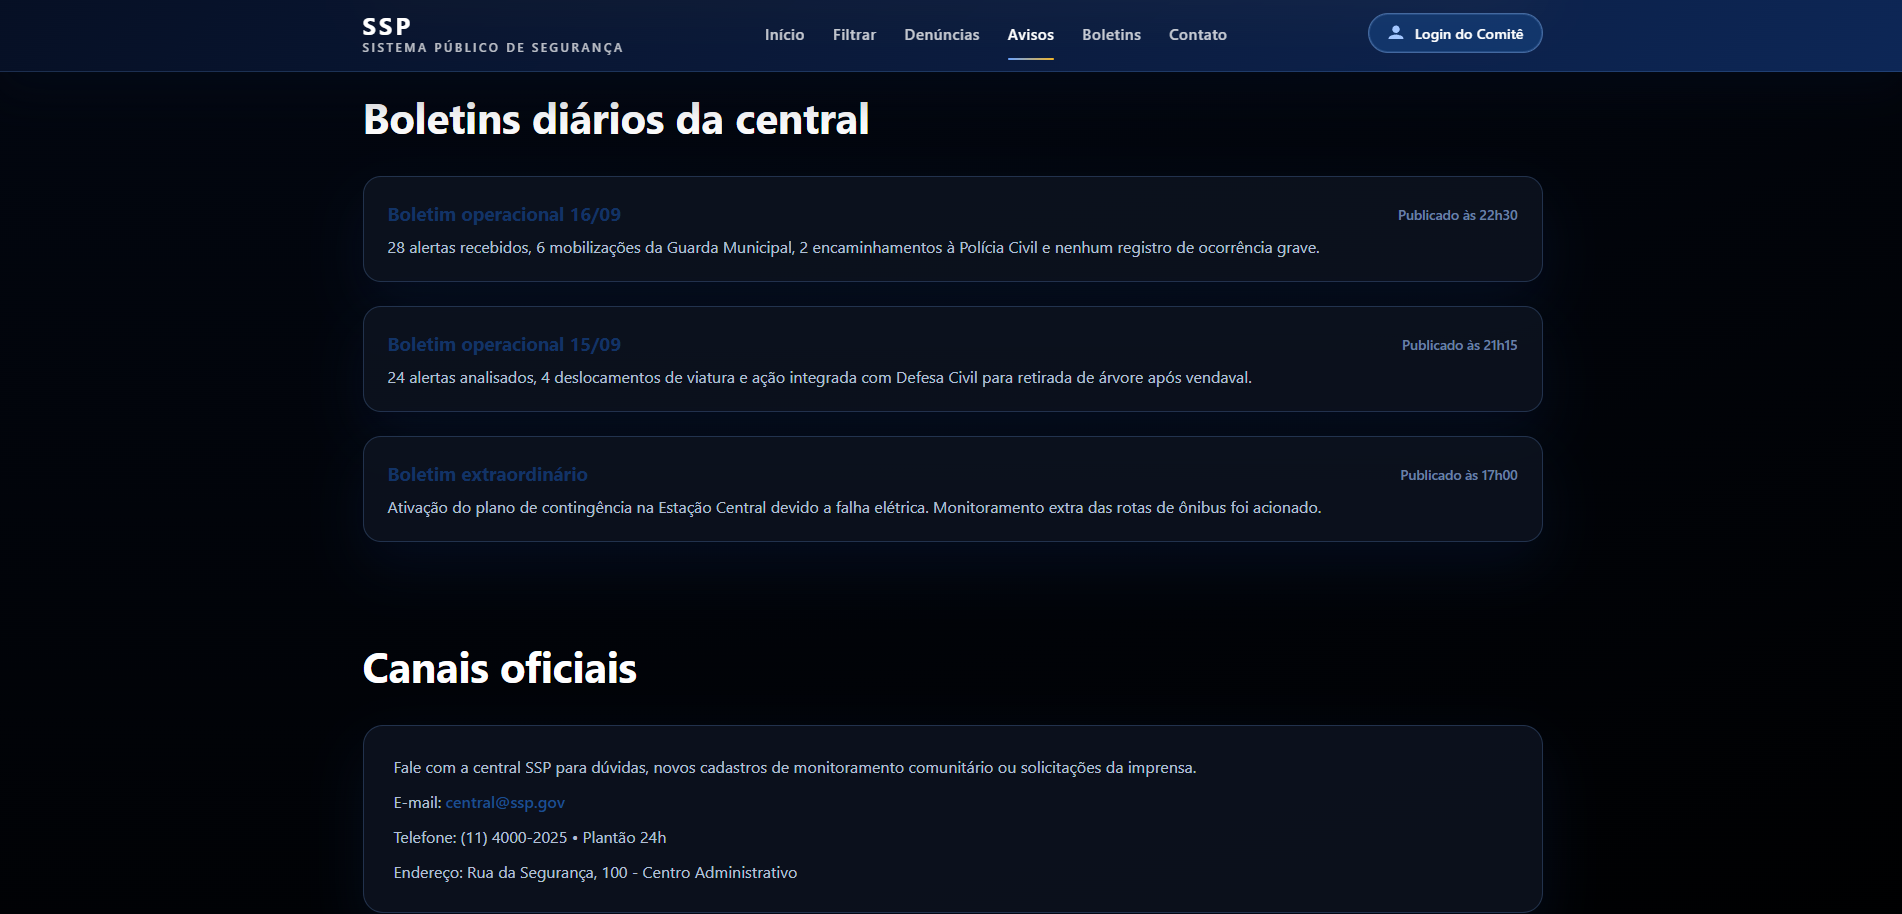 SSP
SISTEMA PÚBLICO DE SEGURANÇA
Início
Filtrar
Denúncias
Avisos
Boletins
Contato
Login do Comitê
Boletins diários da central
Boletim operacional 16/09
Publicado às 22h30
28 alertas recebidos, 6 mobilizações da Guarda Municipal, 2 encaminhamentos à Polícia Civil e nenhum registro de ocorrência grave.
Boletim operacional 15/09
Publicado às 21h15
24 alertas analisados, 4 deslocamentos de viatura e ação integrada com Defesa Civil para retirada de árvore após vendaval.
Boletim extraordinário
Publicado às 17h00
Ativação do plano de contingência na Estação Central devido a falha elétrica. Monitoramento extra das rotas de ônibus foi acionado.
Canais oficiais
Fale com a central SSP para dúvidas, novos cadastros de monitoramento comunitário ou solicitações da imprensa.
E-mail: central@ssp.gov
Telefone: (11) 4000-2025 • Plantão 24h
Endereço: Rua da Segurança, 100 - Centro Administrativo